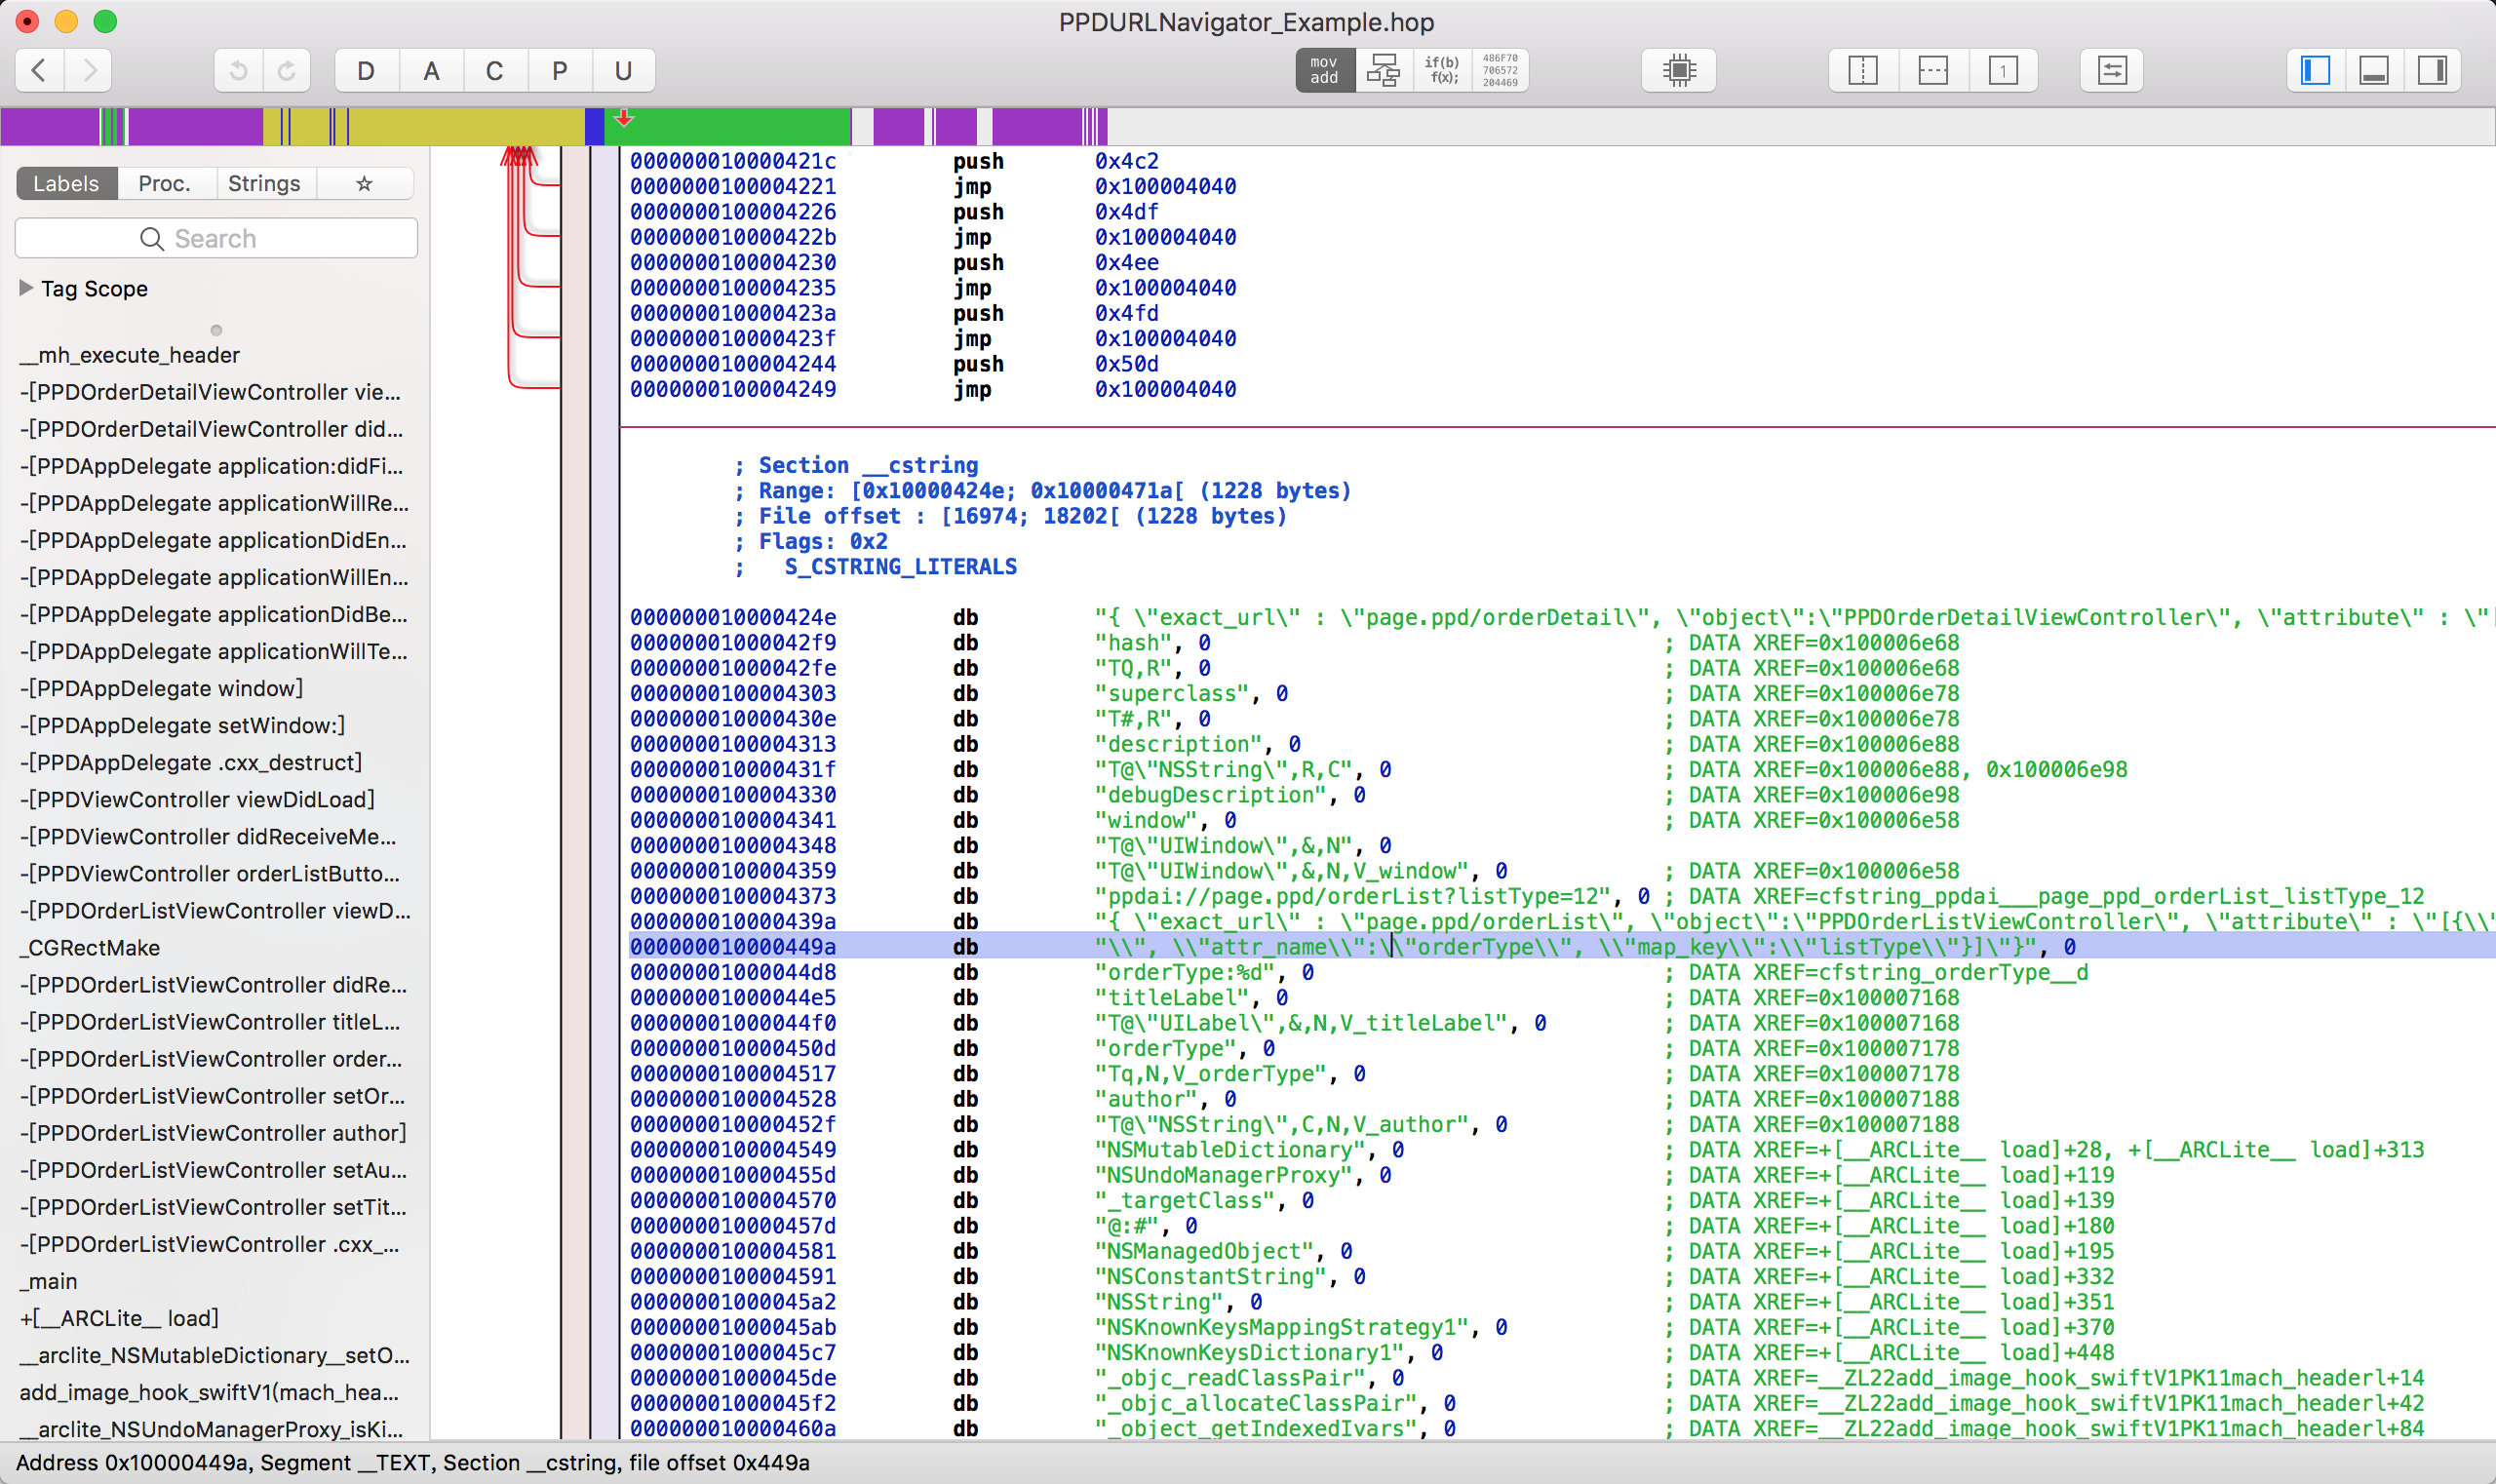 PPDURLNavigator_Example.hop
D A C P U
mov
add
if(b)
f(x);
486F70
706572
204469
1
Labels Proc. Strings ☆
Search
Tag Scope
__mh_execute_header
-[PPDOrderDetailViewController vie...
-[PPDOrderDetailViewController did...
-[PPDAppDelegate application:didFi...
-[PPDAppDelegate applicationWillRe...
-[PPDAppDelegate applicationDidEn...
-[PPDAppDelegate applicationWillEn...
-[PPDAppDelegate applicationDidBe...
-[PPDAppDelegate applicationWillTe...
-[PPDAppDelegate window]
-[PPDAppDelegate setWindow:]
-[PPDAppDelegate .cxx_destruct]
-[PPDViewController viewDidLoad]
-[PPDViewController didReceiveMe...
-[PPDViewController orderListButto...
-[PPDOrderListViewController viewD...
_CGRectMake
-[PPDOrderListViewController didRe...
-[PPDOrderListViewController titleL...
-[PPDOrderListViewController order...
-[PPDOrderListViewController setOr...
-[PPDOrderListViewController author]
-[PPDOrderListViewController setAu...
-[PPDOrderListViewController setTit...
-[PPDOrderListViewController .cxx_...
_main
+[__ARCLite__ load]
__arclite_NSMutableDictionary__setO...
add_image_hook_swiftV1(mach_hea...
__arclite_NSUndoManagerProxy_isKi...
000000010000421c push 0x4c2
0000000100004221 jmp 0x100004040
0000000100004226 push 0x4df
000000010000422b jmp 0x100004040
0000000100004230 push 0x4ee
0000000100004235 jmp 0x100004040
000000010000423a push 0x4fd
000000010000423f jmp 0x100004040
0000000100004244 push 0x50d
0000000100004249 jmp 0x100004040
; Section __cstring
; Range: [0x10000424e; 0x10000471a[ (1228 bytes)
; File offset : [16974; 18202[ (1228 bytes)
; Flags: 0x2
;   S_CSTRING_LITERALS
000000010000424e db "{ \"exact_url\" : \"page.ppd/orderDetail\", \"object\":\"PPDOrderDetailViewController\", \"attribute\" : \"
00000001000042f9 db "hash", 0 ; DATA XREF=0x100006e68
00000001000042fe db "TQ,R", 0 ; DATA XREF=0x100006e68
0000000100004303 db "superclass", 0 ; DATA XREF=0x100006e78
000000010000430e db "T#,R", 0 ; DATA XREF=0x100006e78
0000000100004313 db "description", 0 ; DATA XREF=0x100006e88
000000010000431f db "T@\"NSString\",R,C", 0 ; DATA XREF=0x100006e88, 0x100006e98
0000000100004330 db "debugDescription", 0 ; DATA XREF=0x100006e98
0000000100004341 db "window", 0 ; DATA XREF=0x100006e58
0000000100004348 db "T@\"UIWindow\",&,N", 0
0000000100004359 db "T@\"UIWindow\",&,N,V_window", 0 ; DATA XREF=0x100006e58
0000000100004373 db "ppdai://page.ppd/orderList?listType=12", 0 ; DATA XREF=cfstring_ppdai___page_ppd_orderList_listType_12
000000010000439a db "{ \"exact_url\" : \"page.ppd/orderList\", \"object\":\"PPDOrderListViewController\", \"attribute\" : \"[{\\"
000000010000449a db "\\", \\"attr_name\\":\\"orderType\\", \\"map_key\\":\\"listType\\"}]\"}", 0
00000001000044d8 db "orderType:%d", 0 ; DATA XREF=cfstring_orderType__d
00000001000044e5 db "titleLabel", 0 ; DATA XREF=0x100007168
00000001000044f0 db "T@\"UILabel\",&,N,V_titleLabel", 0 ; DATA XREF=0x100007168
000000010000450d db "orderType", 0 ; DATA XREF=0x100007178
0000000100004517 db "Tq,N,V_orderType", 0 ; DATA XREF=0x100007178
0000000100004528 db "author", 0 ; DATA XREF=0x100007188
000000010000452f db "T@\"NSString\",C,N,V_author", 0 ; DATA XREF=0x100007188
0000000100004549 db "NSMutableDictionary", 0 ; DATA XREF=+[__ARCLite__ load]+28, +[__ARCLite__ load]+313
000000010000455d db "NSUndoManagerProxy", 0 ; DATA XREF=+[__ARCLite__ load]+119
0000000100004570 db "_targetClass", 0 ; DATA XREF=+[__ARCLite__ load]+139
000000010000457d db "@:#", 0 ; DATA XREF=+[__ARCLite__ load]+180
0000000100004581 db "NSManagedObject", 0 ; DATA XREF=+[__ARCLite__ load]+195
0000000100004591 db "NSConstantString", 0 ; DATA XREF=+[__ARCLite__ load]+332
00000001000045a2 db "NSString", 0 ; DATA XREF=+[__ARCLite__ load]+351
00000001000045ab db "NSKnownKeysMappingStrategy1", 0 ; DATA XREF=+[__ARCLite__ load]+370
00000001000045c7 db "NSKnownKeysDictionary1", 0 ; DATA XREF=+[__ARCLite__ load]+448
00000001000045de db "_objc_readClassPair", 0 ; DATA XREF=__ZL22add_image_hook_swiftV1PK11mach_headerl+14
00000001000045f2 db "_objc_allocateClassPair", 0 ; DATA XREF=__ZL22add_image_hook_swiftV1PK11mach_headerl+42
000000010000460a db "_object_getIndexedIvars", 0 ; DATA XREF=__ZL22add_image_hook_swiftV1PK11mach_headerl+84
Address 0x10000449a, Segment __TEXT, Section __cstring, file offset 0x449a